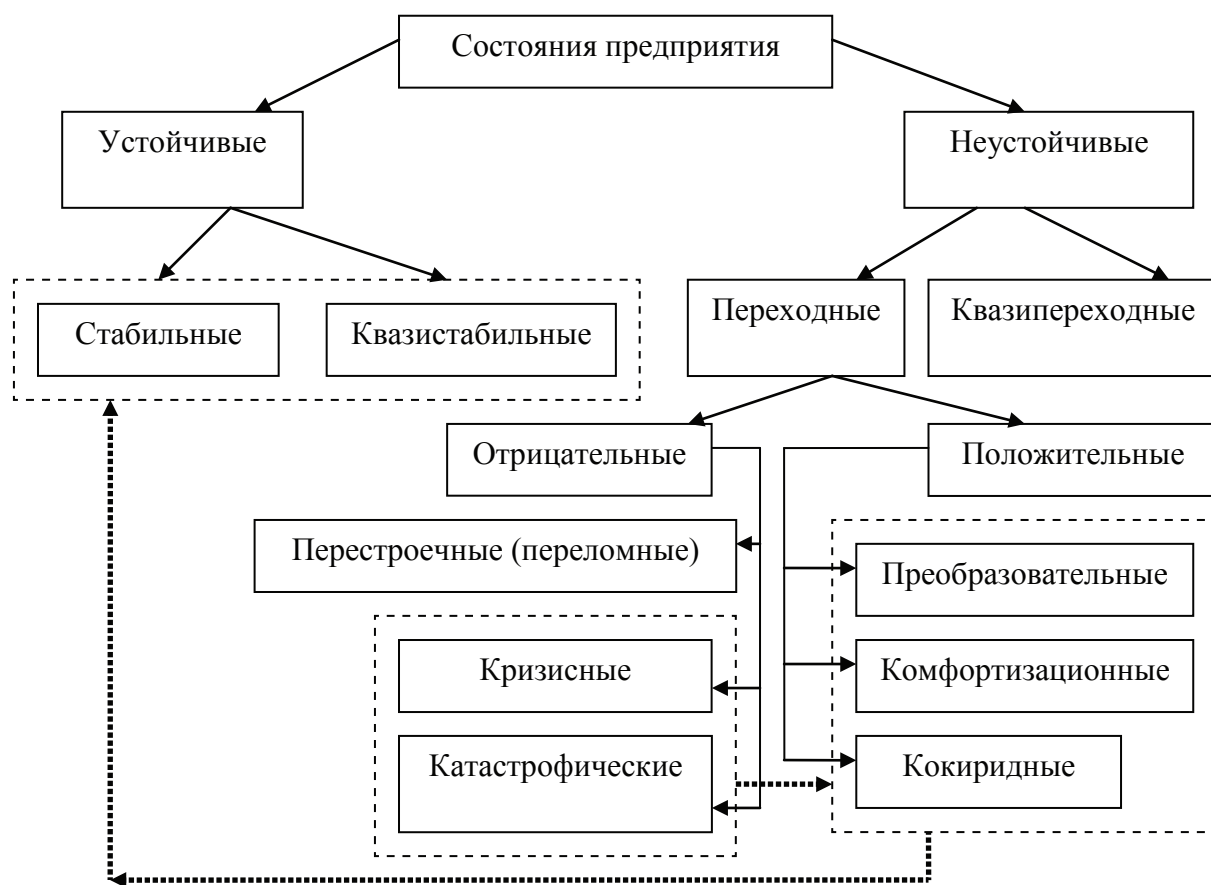 Состояния предприятия
Устойчивые
Неустойчивые
Стабильные
Квазистабильные
Переходные
Квазипереходные
Отрицательные
Положительные
Перестроечные (переломные)
Преобразовательные
Кризисные
Комфортизационные
Катастрофические
Кокиридные